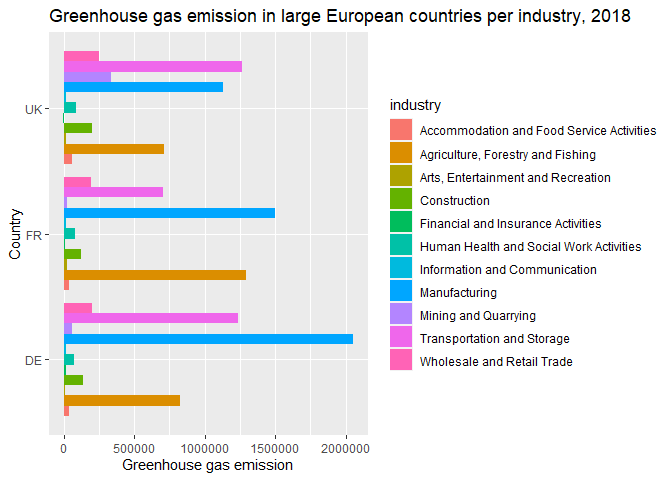 Greenhouse gas emission in large European countries per industry, 2018
Country
UK
FR
DE
0 500000 1000000 1500000 2000000
Greenhouse gas emission
industry
Accommodation and Food Service Activities
Agriculture, Forestry and Fishing
Arts, Entertainment and Recreation
Construction
Financial and Insurance Activities
Human Health and Social Work Activities
Information and Communication
Manufacturing
Mining and Quarrying
Transportation and Storage
Wholesale and Retail Trade